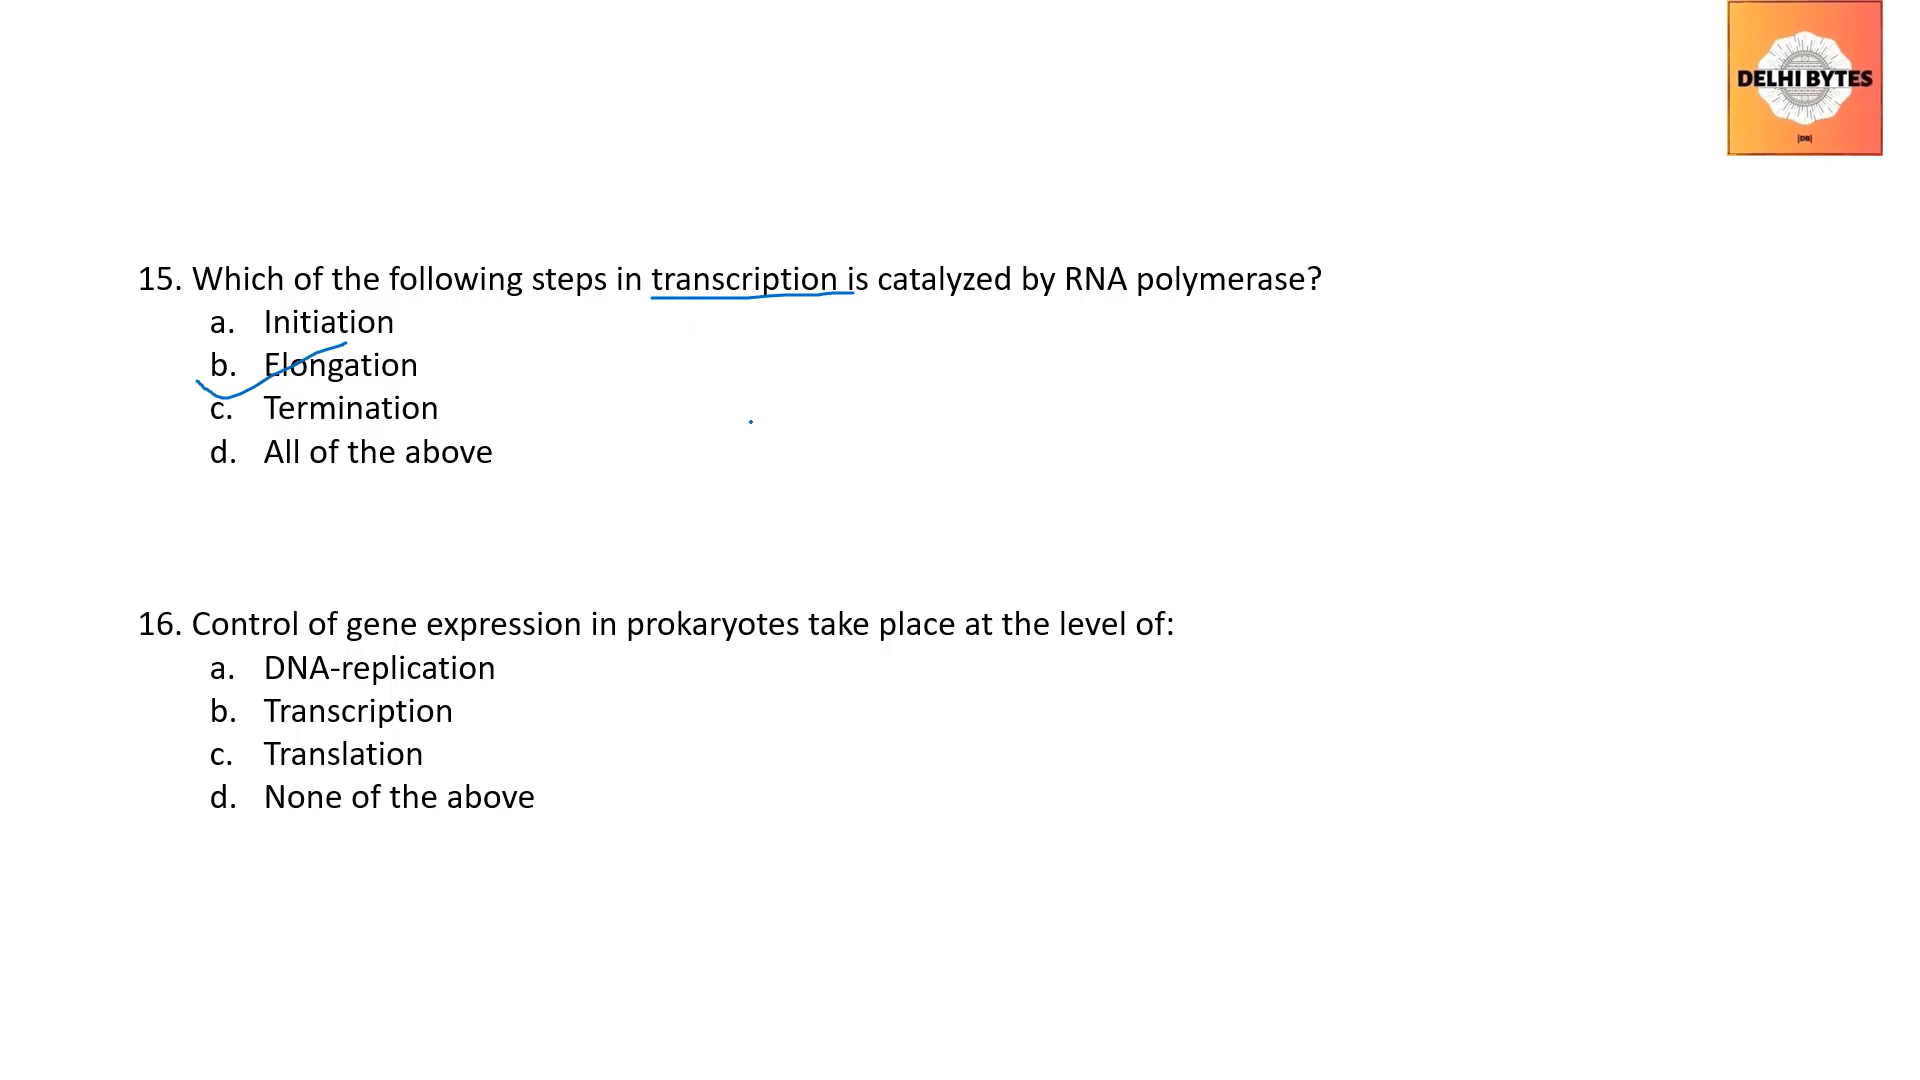 DELHI BYTES
|DB|
15. Which of the following steps in transcription is catalyzed by RNA polymerase?
a. Initiation
b. Elongation
c. Termination
d. All of the above
16. Control of gene expression in prokaryotes take place at the level of:
a. DNA-replication
b. Transcription
c. Translation
d. None of the above